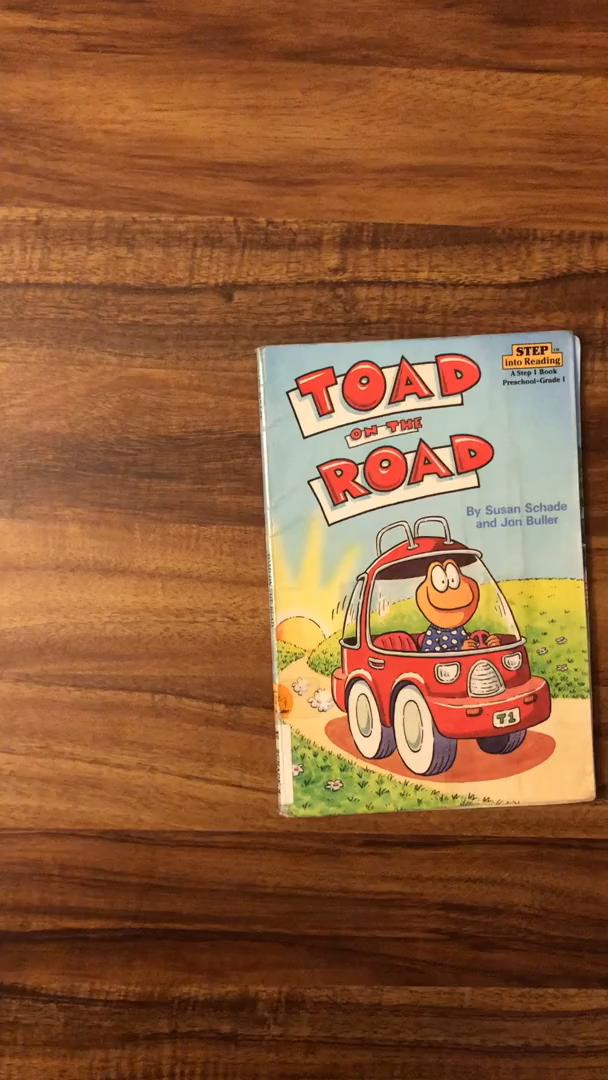 TOAD
ON THE
ROAD
STEP
into Reading
A Step 1 Book
Preschool-Grade 1
By Susan Schade
and Jon Buller
T1